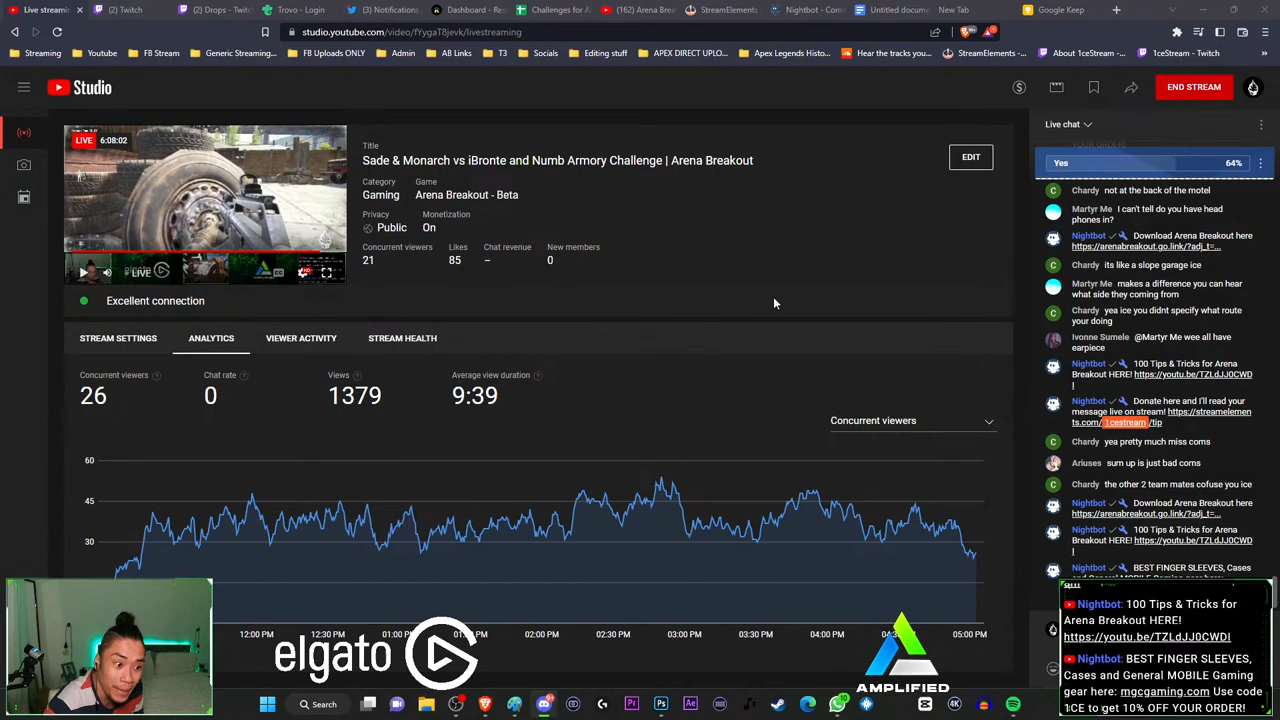 Live streami
(2) Twitch
(2) Drops - Twit
Trovo - Login
(3) Notifications
Dashboard - Res
Challenges for A
(162) Arena Brea
StreamElements
Nightbot - Com
Untitled docume
New Tab
Google Keep
studio.youtube.com/video/fYygaT8jevk/livestreaming
Streaming
Youtube
FB Stream
Generic Streaming
FB Uploads ONLY
Admin
AB Links
T3
Socials
Editing stuff
APEX DIRECT UPLO...
Apex Legends Histo...
Hear the tracks you...
StreamElements
About 1ceStream - T...
1ceStream - Twitch
Studio
END STREAM
LIVE 6:08:02
Title
Sade & Monarch vs iBronte and Numb Armory Challenge | Arena Breakout
EDIT
Category
Game
Gaming
Arena Breakout - Beta
Privacy
Monetization
Public
On
Concurrent viewers
Likes
Chat revenue
New members
21
85
–
0
LIVE
Excellent connection
STREAM SETTINGS
ANALYTICS
VIEWER ACTIVITY
STREAM HEALTH
Concurrent viewers
Chat rate
Views
Average view duration
26
0
1379
9:39
Concurrent viewers
60
45
30
12:00 PM
12:30 PM
01:00 PM
02:00 PM
02:30 PM
03:00 PM
03:30 PM
04:00 PM
04:30 PM
05:00 PM
Live chat
YOUR ORDER!
Yes 64%
Chardy not at the back of the motel
Martyr Me I can't tell do you have head
phones in?
Nightbot Download Arena Breakout here
https://arenabreakout.go.link/?adj_t=...
Chardy its like a slope garage ice
Martyr Me makes a difference you can hear
what side they coming from
Chardy yea ice you didnt specify what route
your doing
Ivonne Sumele @Martyr Me wee all have
earpiece
Nightbot 100 Tips & Tricks for Arena
Breakout HERE! https://youtu.be/TZLdJJ0CWD
I
Nightbot Donate here and I'll read your
message live on stream! https://streamelemen
ts.com/1cestream/tip
Chardy yea pretty much miss coms
Ariuses sum up is just bad coms
Chardy the other 2 team mates cofuse you ice
Nightbot Download Arena Breakout here
https://arenabreakout.go.link/?adj_t=...
Nightbot 100 Tips & Tricks for Arena
Breakout HERE! https://youtu.be/TZLdJJ0CWD
I
Nightbot BEST FINGER SLEEVES, Cases
Nightbot: 100 Tips & Tricks for
Arena Breakout HERE!
https://youtu.be/TZLdJJ0CWDI
Nightbot: BEST FINGER SLEEVES,
Cases and General MOBILE Gaming
gear here: mgcgaming.com Use code
1CE to get 10% OFF YOUR ORDER!
elgato
AMPLIFIED
Search